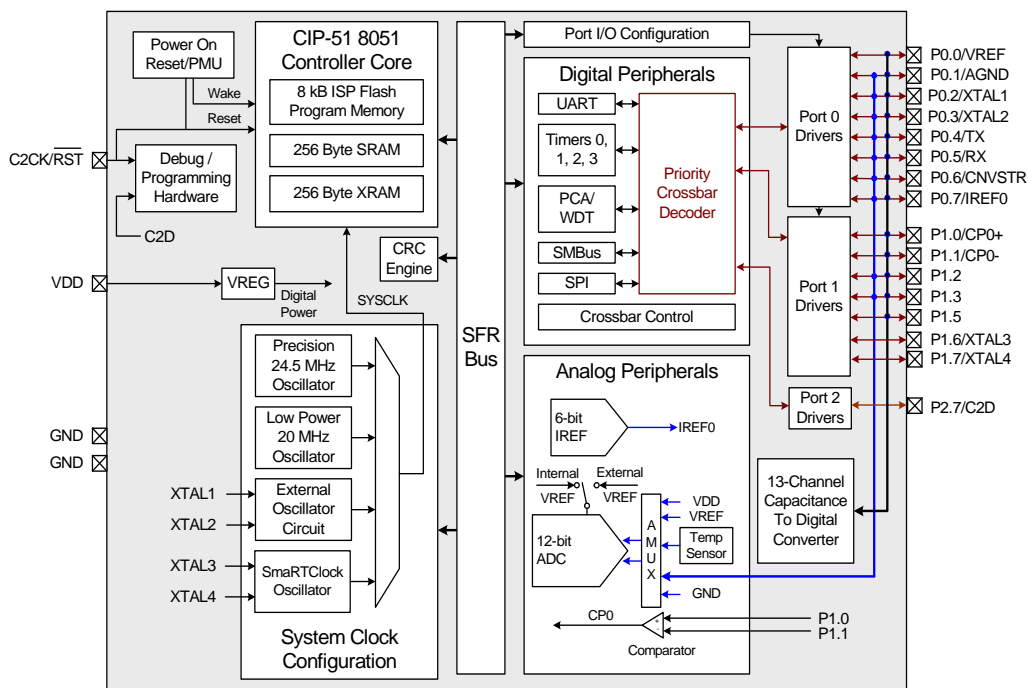 Power On
Reset/PMU
Wake
Reset
C2CK/RST
Debug /
Programming
Hardware
C2D
VDD
VREG
Digital
Power
GND
GND
CIP-51 8051
Controller Core
8 kB ISP Flash
Program Memory
256 Byte SRAM
256 Byte XRAM
CRC
Engine
SYSCLK
Precision
24.5 MHz
Oscillator
Low Power
20 MHz
Oscillator
XTAL1
XTAL2
External
Oscillator
Circuit
XTAL3
XTAL4
SmaRTClock
Oscillator
System Clock
Configuration
SFR
Bus
Port I/O Configuration
Digital Peripherals
UART
Timers 0,
1, 2, 3
PCA/
WDT
SMBus
SPI
Priority
Crossbar
Decoder
Crossbar Control
Analog Peripherals
6-bit
IREF
IREF0
Internal
External
VREF
VREF
12-bit
ADC
A
M
U
X
VDD
VREF
Temp
Sensor
GND
CP0
+
-
Comparator
P1.0
P1.1
Port 0
Drivers
Port 1
Drivers
Port 2
Drivers
13-Channel
Capacitance
To Digital
Converter
P0.0/VREF
P0.1/AGND
P0.2/XTAL1
P0.3/XTAL2
P0.4/TX
P0.5/RX
P0.6/CNV/STR
P0.7/IREF0
P1.0/CP0+
P1.1/CP0-
P1.2
P1.3
P1.5
P1.6/XTAL3
P1.7/XTAL4
P2.7/C2D